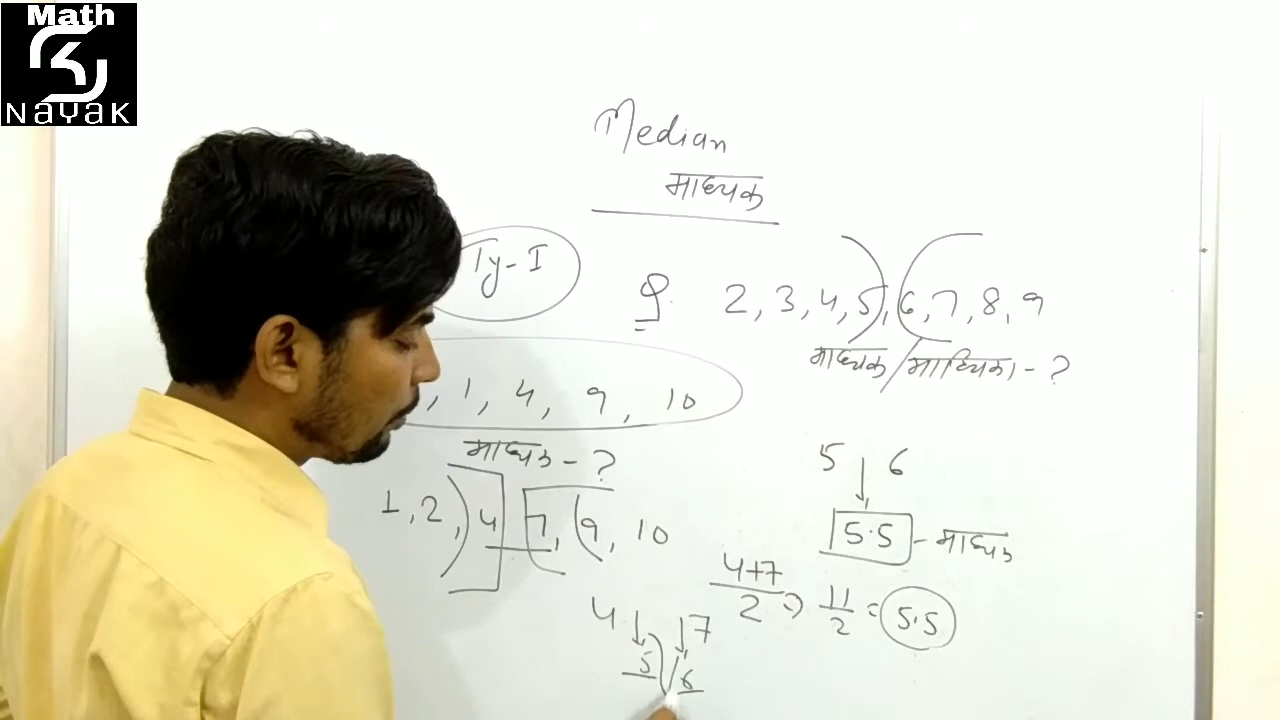 Math
NAYAK
Median
माध्यक
Ty-I
Q. 2, 3, 4, 5, 6, 7, 8, 9
माध्यक/माध्यिका - ?
, 1, 4, 9, 10
माध्यक - ?
5 6
1, 2, 4 7, 9, 10
5.5 - माध्यक
4+7/2 => 11/2 = 5.5
4 7
5 6